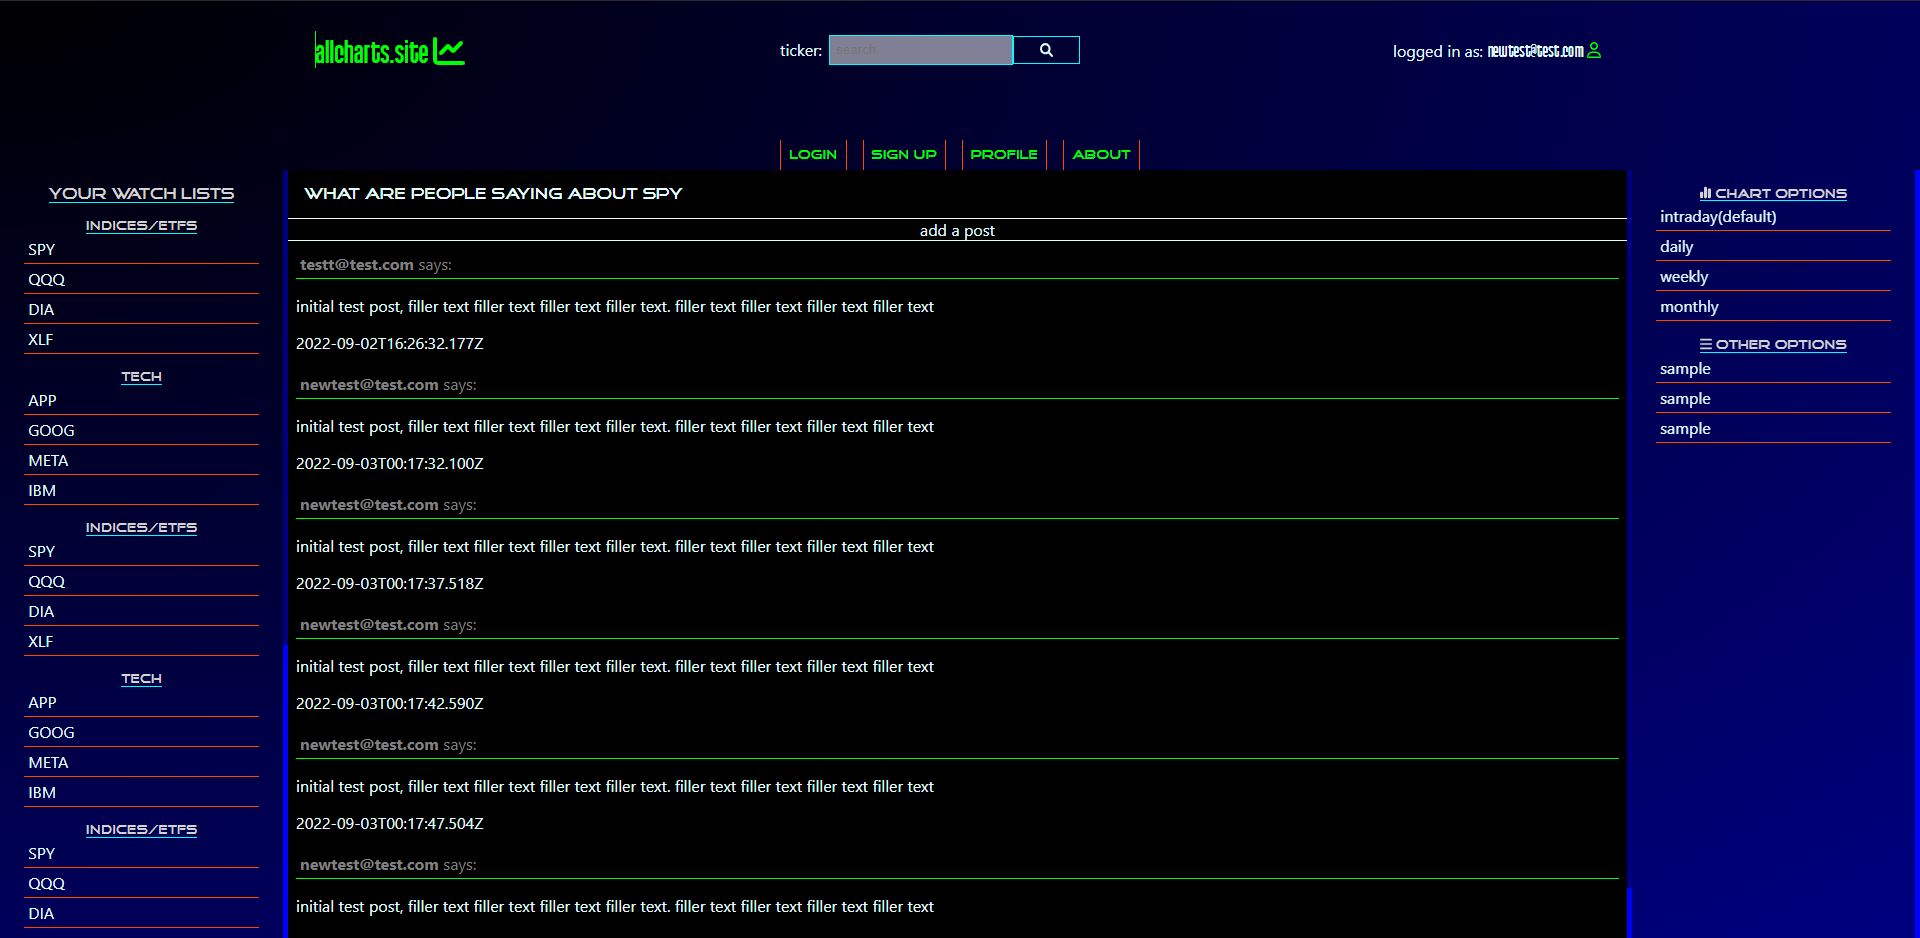 allcharts.site
ticker: search
logged in as: newtest@test.com
LOGIN SIGN UP PROFILE ABOUT
YOUR WATCH LISTS
INDICES/ETFS
SPY
QQQ
DIA
XLF
TECH
APP
GOOG
META
IBM
INDICES/ETFS
SPY
QQQ
DIA
XLF
TECH
APP
GOOG
META
IBM
INDICES/ETFS
SPY
QQQ
DIA
WHAT ARE PEOPLE SAYING ABOUT SPY
add a post
testt@test.com says:
initial test post, filler text filler text filler text filler text. filler text filler text filler text filler text
2022-09-02T16:26:32.177Z
newtest@test.com says:
initial test post, filler text filler text filler text filler text. filler text filler text filler text filler text
2022-09-03T00:17:32.100Z
newtest@test.com says:
initial test post, filler text filler text filler text filler text. filler text filler text filler text filler text
2022-09-03T00:17:37.518Z
newtest@test.com says:
initial test post, filler text filler text filler text filler text. filler text filler text filler text filler text
2022-09-03T00:17:42.590Z
newtest@test.com says:
initial test post, filler text filler text filler text filler text. filler text filler text filler text filler text
2022-09-03T00:17:47.504Z
newtest@test.com says:
initial test post, filler text filler text filler text filler text. filler text filler text filler text filler text
CHART OPTIONS
intraday(default)
daily
weekly
monthly
OTHER OPTIONS
sample
sample
sample